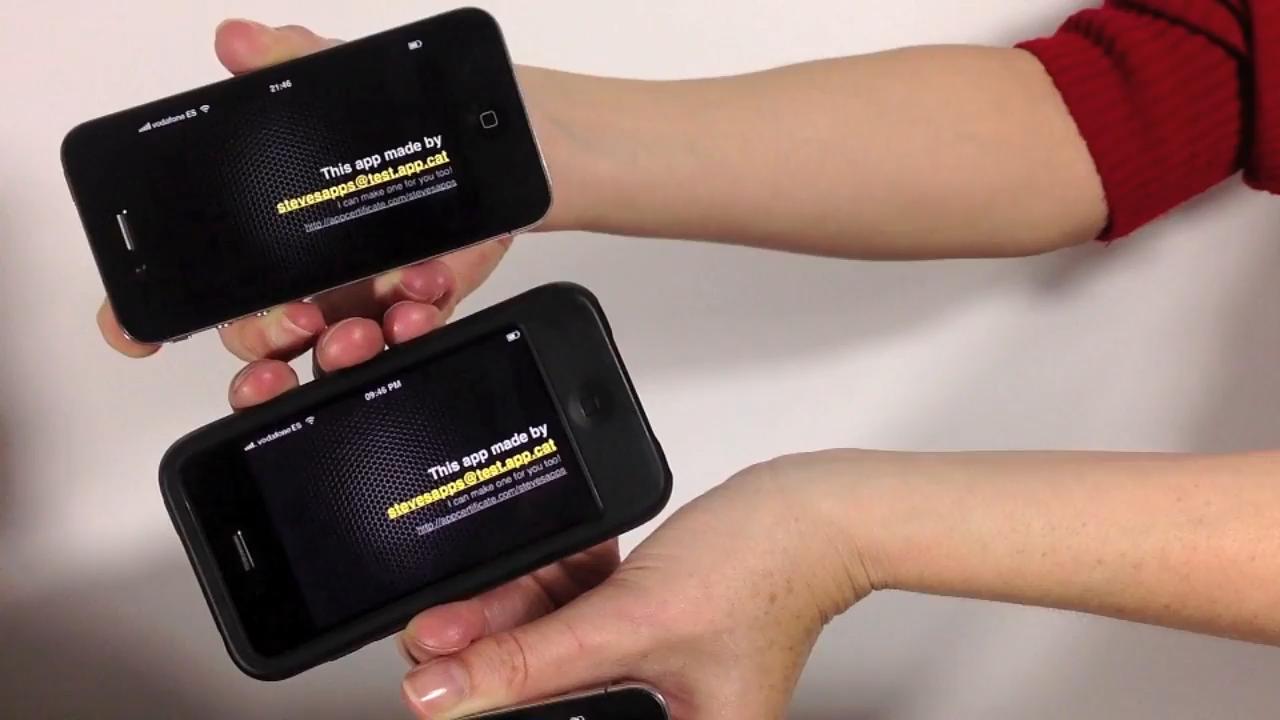 vodafone ES
21:46
This app made by
stevesapps@test.app.cat
I can make one for you too!
http://appcertificate.com/stevesapps
vodafone ES
09:46 PM
This app made by
stevesapps@test.app.cat
I can make one for you too!
http://appcertificate.com/stevesapps